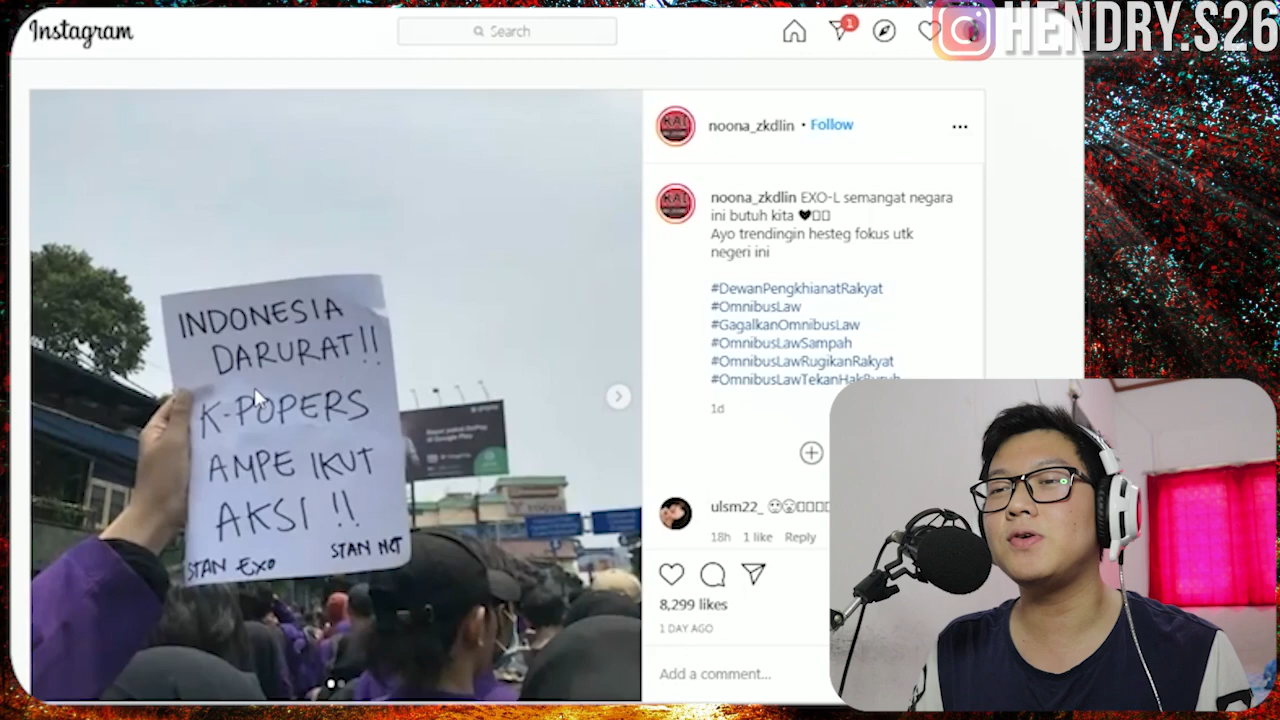 Instagram
Search
1
HENDRY.S26
INDONESIA
DARURAT!!
K-POPERS
AMPE IKUT
AKSI !!
STAN EXO
STAN NCT
noona_zkdlin • Follow
noona_zkdlin EXO-L semangat negara
ini butuh kita
Ayo trendingin hesteg fokus utk
negeri ini
#DewanPengkhianatRakyat
#OmnibusLaw
#GagalkanOmnibusLaw
#OmnibusLawSampah
#OmnibusLawRugikanRakyat
#OmnibusLawTekanHakBuruh
1d
ulsm22_
18h 1 like Reply
8,299 likes
1 DAY AGO
Add a comment...